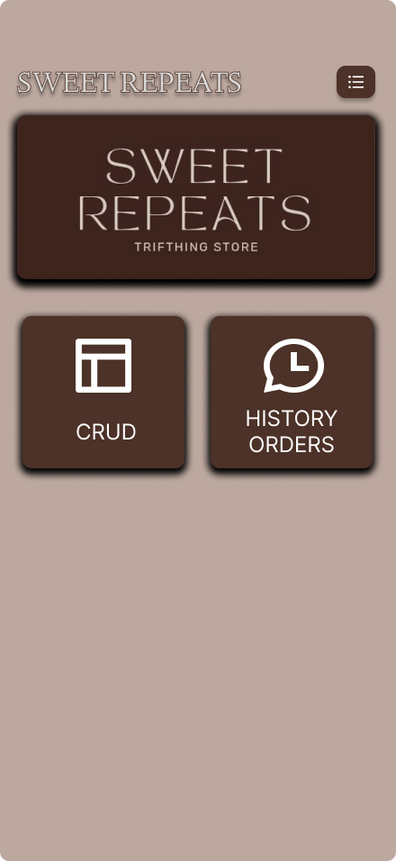 SWEET REPEATS
SWEET
REPEATS
TRIFTHING STORE
CRUD
HISTORY
ORDERS